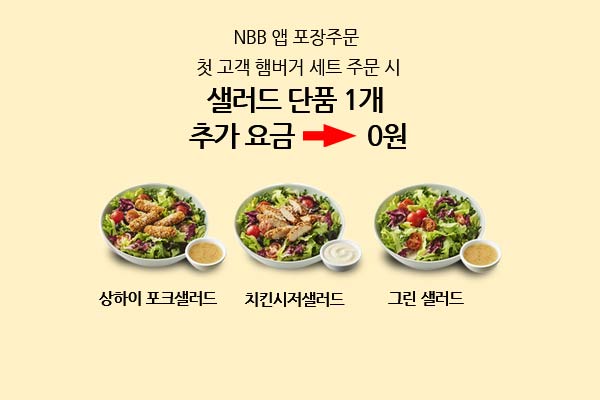 NBB 앱 포장주문
첫 고객 햄버거 세트 주문 시
샐러드 단품 1개
추가 요금 0원
상하이 포크샐러드
치킨시저샐러드
그린 샐러드